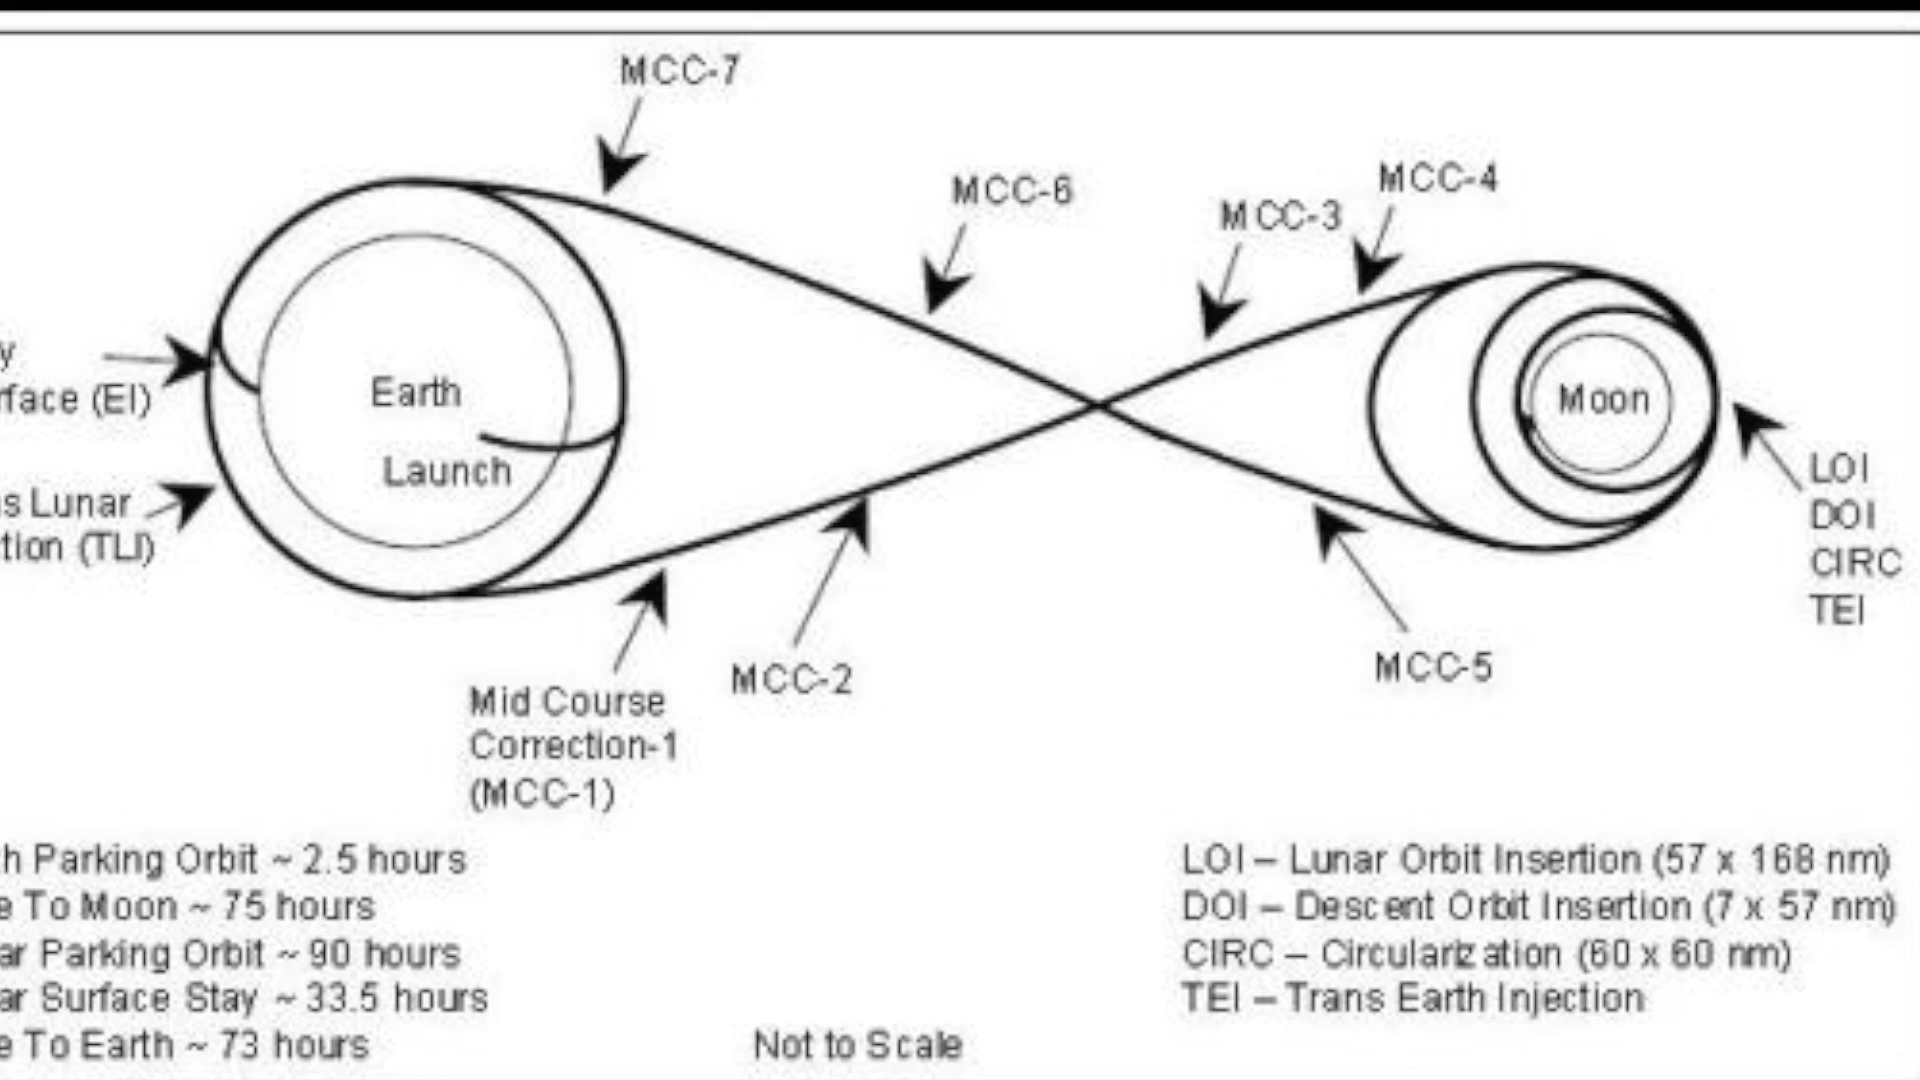 MCC-7
MCC-6
MCC-4
MCC-3
y
rface (EI)
Earth
Launch
s Lunar
tion (TLI)
Moon
LOI
DOI
CIRC
TEI
MCC-2
MCC-5
Mid Course
Correction-1
(MCC-1)
h Parking Orbit ~ 2.5 hours
e To Moon ~ 75 hours
ar Parking Orbit ~ 90 hours
ar Surface Stay ~ 33.5 hours
e To Earth ~ 73 hours
LOI – Lunar Orbit Insertion (57 x 168 nm)
DOI – Descent Orbit Insertion (7 x 57 nm)
CIRC – Circularization (60 x 60 nm)
TEI – Trans Earth Injection
Not to Scale